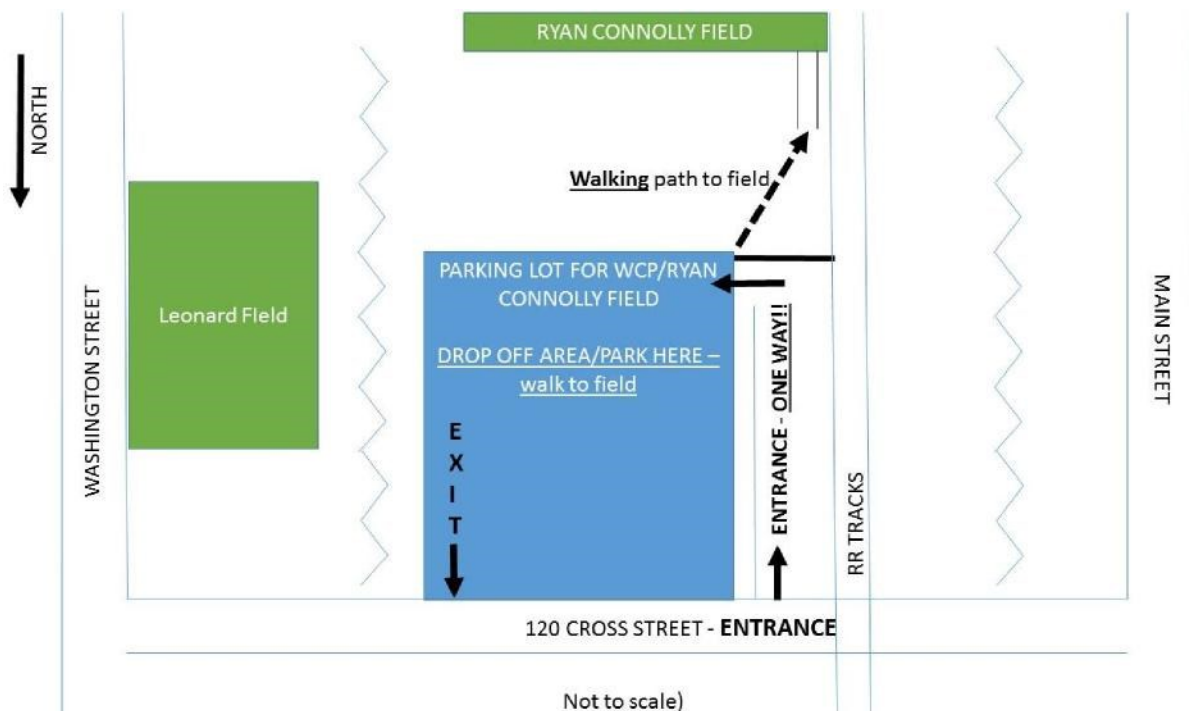 RYAN CONNOLLY FIELD
NORTH
Walking path to field
PARKING LOT FOR WCP/RYAN
CONNOLLY FIELD
DROP OFF AREA/PARK HERE –
walk to field
Leonard FIeld
WASHINGTON STREET
MAIN STREET
EXIT
ENTRANCE - ONE WAY!!
RR TRACKS
120 CROSS STREET - ENTRANCE
Not to scale)